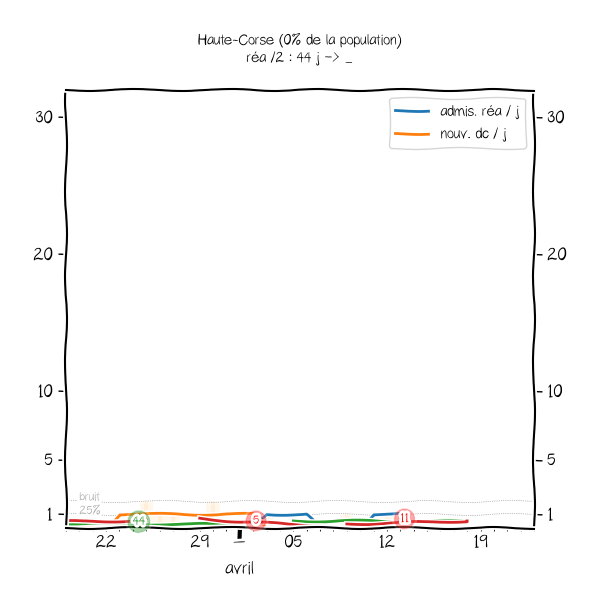 Haute-Corse (0% de la population)
réa /2 : 44 j -> _
admis. réa / j
nouv. dc / j
30 30
20 20
10 10
5 5
bruit
25%
1 1
44 5 11
22 29 1 05 12 19
avril